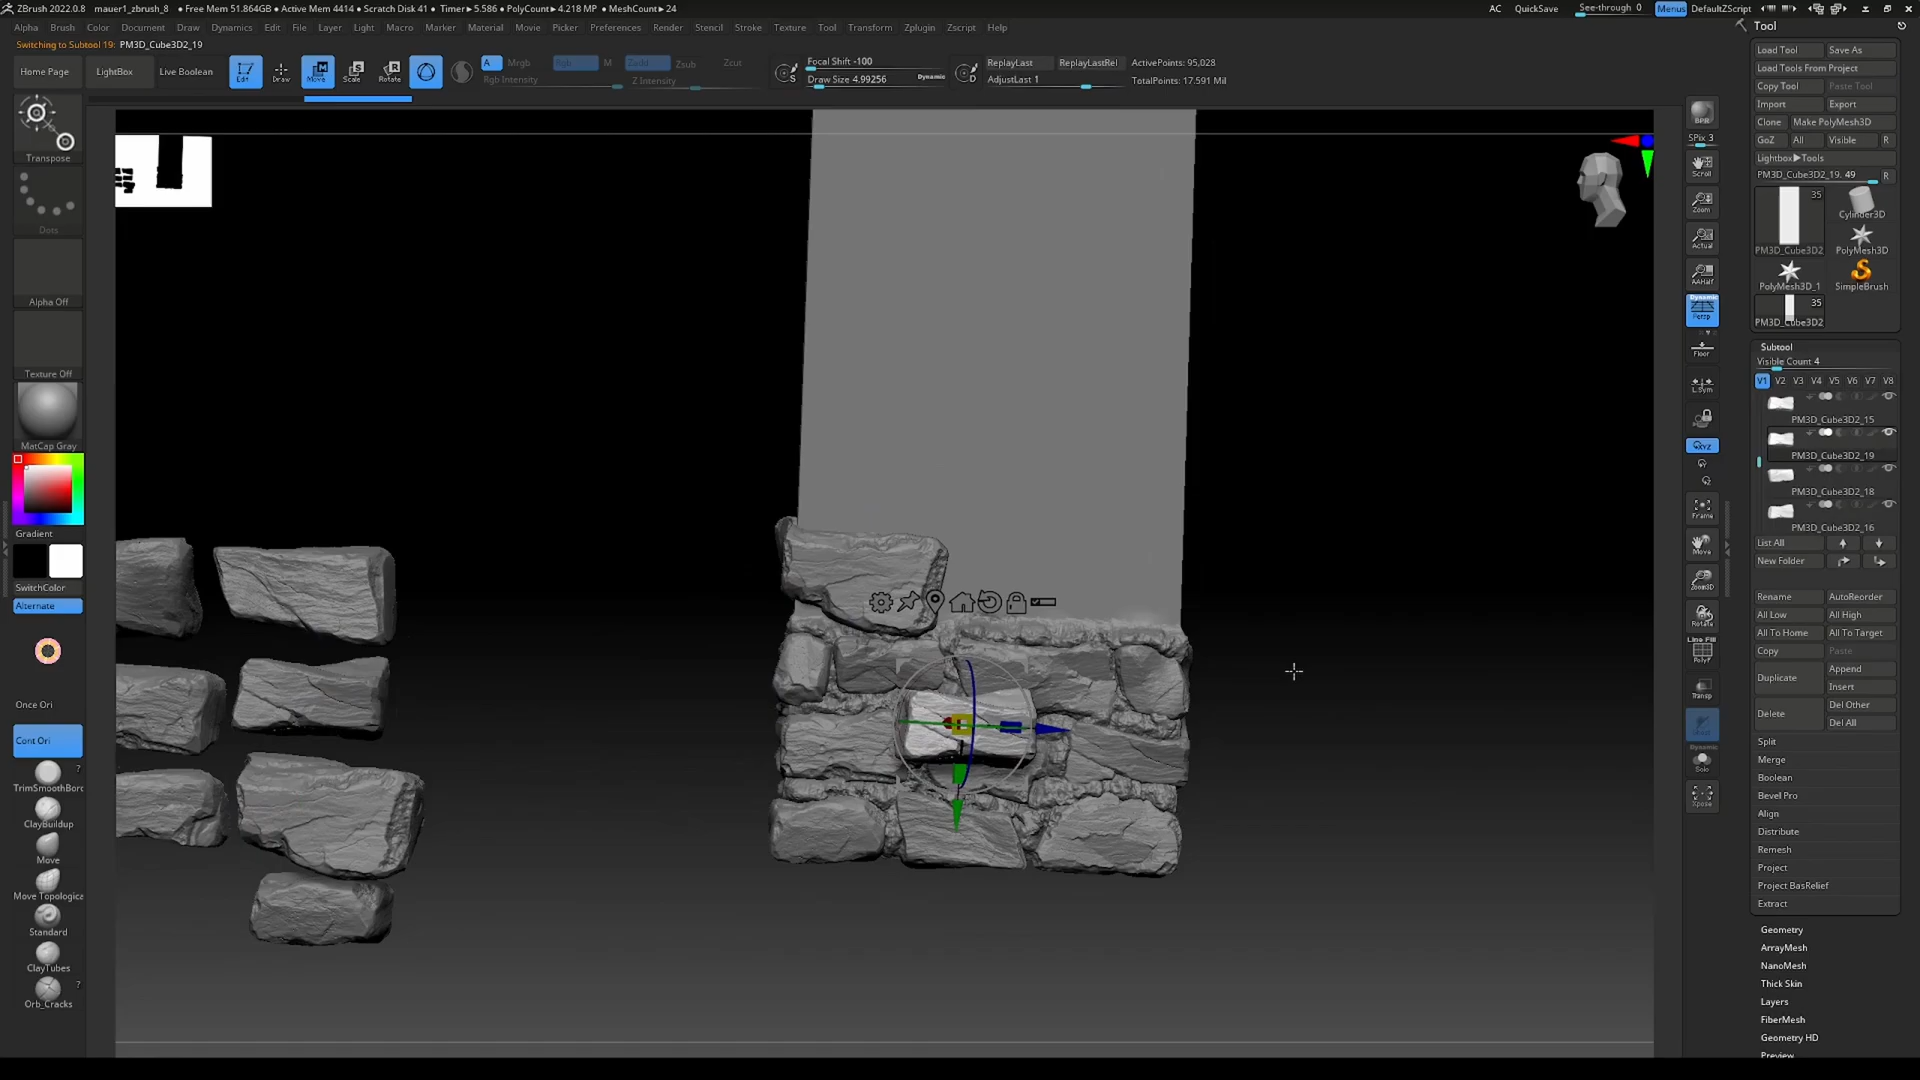 ZBrush 2022.0.8 mauer1_zbrush_8 • Free Mem 51.864GB • Active Mem 4414 • Scratch Disk 41 • Timer▸5.586 • PolyCount▸4.218 MP • MeshCount▸24 AC QuickSave See-through 0 Menus DefaultZScript
Alpha Brush Color Document Draw Dynamics Edit File Layer Light Macro Marker Material Movie Picker Preferences Render Stencil Stroke Texture Tool Transform Zplugin Zscript Help
Switching to Subtool 19: PM3D_Cube3D2_19
Home Page LightBox Live Boolean Edit Draw Move Scale Rotate A Mrgb Rgb M Zadd Zsub Zcut
Rgb Intensity Z Intensity
Focal Shift -100
Draw Size 4.99256 Dynamic
S D
ReplayLast ReplayLastRel ActivePoints: 95,028
AdjustLast 1 TotalPoints: 17.591 Mil
Transpose
Dots
Alpha Off
Texture Off
MatCap Gray
Gradient
SwitchColor
Alternate
Once Ori
Cont Ori
?
TrimSmoothBorc
ClayBuildup
Move
Move Topologica
Standard
ClayTubes
?
Orb_Cracks
BPR
SPix 3
Scroll
Zoom
Actual
AAHalf
Dynamic
Persp
Floor
L.Sym
XYZ
Frame
Move
Zoom3D
Rotate
Line Fill
PolyF
Transp
Dynamic
Solo
Xpose
Tool
Load Tool Save As
Load Tools From Project
Copy Tool Paste Tool
Import Export
Clone Make PolyMesh3D
GoZ All Visible R
Lightbox▸Tools
PM3D_Cube3D2_19. 49 R
35
PM3D_Cube3D2
Cylinder3D
PolyMesh3D
PolyMesh3D_1
SimpleBrush
35
PM3D_Cube3D2
Subtool
Visible Count 4
V1 V2 V3 V4 V5 V6 V7 V8
PM3D_Cube3D2_15
PM3D_Cube3D2_19
PM3D_Cube3D2_18
PM3D_Cube3D2_16
List All
New Folder
Rename AutoReorder
All Low All High
All To Home All To Target
Copy Paste
Duplicate Append
Insert
Delete Del Other
Del All
Split
Merge
Boolean
Bevel Pro
Align
Distribute
Remesh
Project
Project BasRelief
Extract
Geometry
ArrayMesh
NanoMesh
Thick Skin
Layers
FiberMesh
Geometry HD
Preview